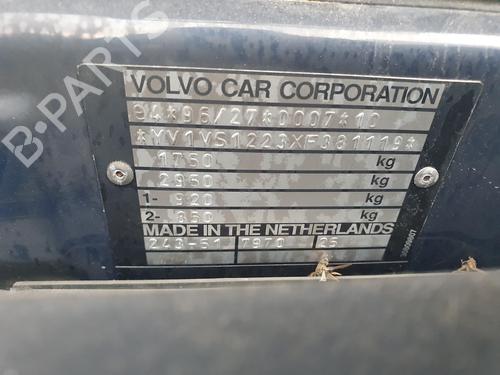 B-PARTS
VOLVO CAR CORPORATION
e4*96/27*0007*10
*YV1VS1223XF381119*
1750 kg
2950 kg
1- 920 kg
2- 850 kg
MADE IN THE NETHERLANDS
243-51 7970 25